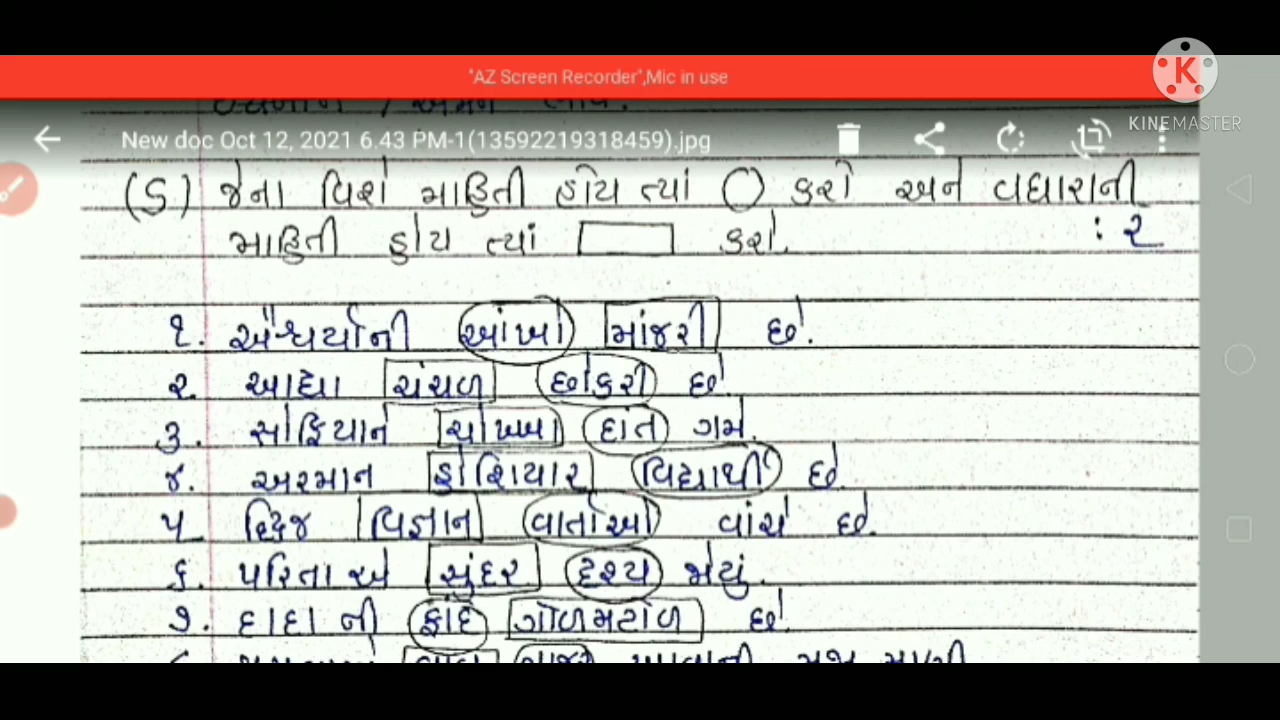 "AZ Screen Recorder",Mic in use
K
KINEMASTER
New doc Oct 12, 2021 6.43 PM-1(13592219318459).jpg
(ડ) જેના વિશે માહિતી હોય ત્યાં ◯ કરો અને વધારાની
માહિતી હોય ત્યાં ▭ કરો. : ૨
૧. ઐશ્વર્યાની આંખો માંજરી છે.
૨. આદ્યા ચંચળ છોકરી છે.
૩. સોફિયાને ચોખ્ખા દાંત ગમે.
૪. અરમાન હોશિયાર વિદ્યાર્થી છે.
૫. દ્વિજ વિજ્ઞાન વાર્તાઓ વાંચે છે.
૬. પરિતા એ સુંદર દ્રશ્ય જોયું.
૭. દાદા ની ફાંદ ગોળમટોળ છે.